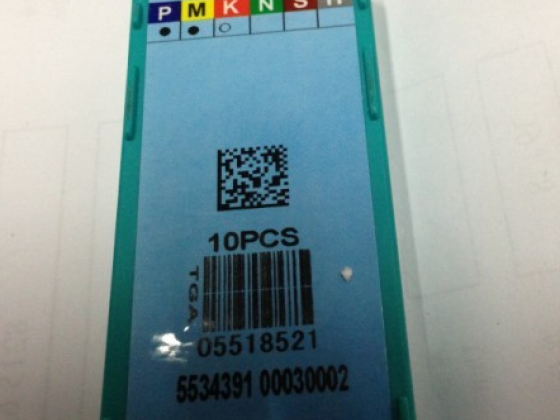 P M K N S H
10PCS
TGA
05518521
5534391 00030002